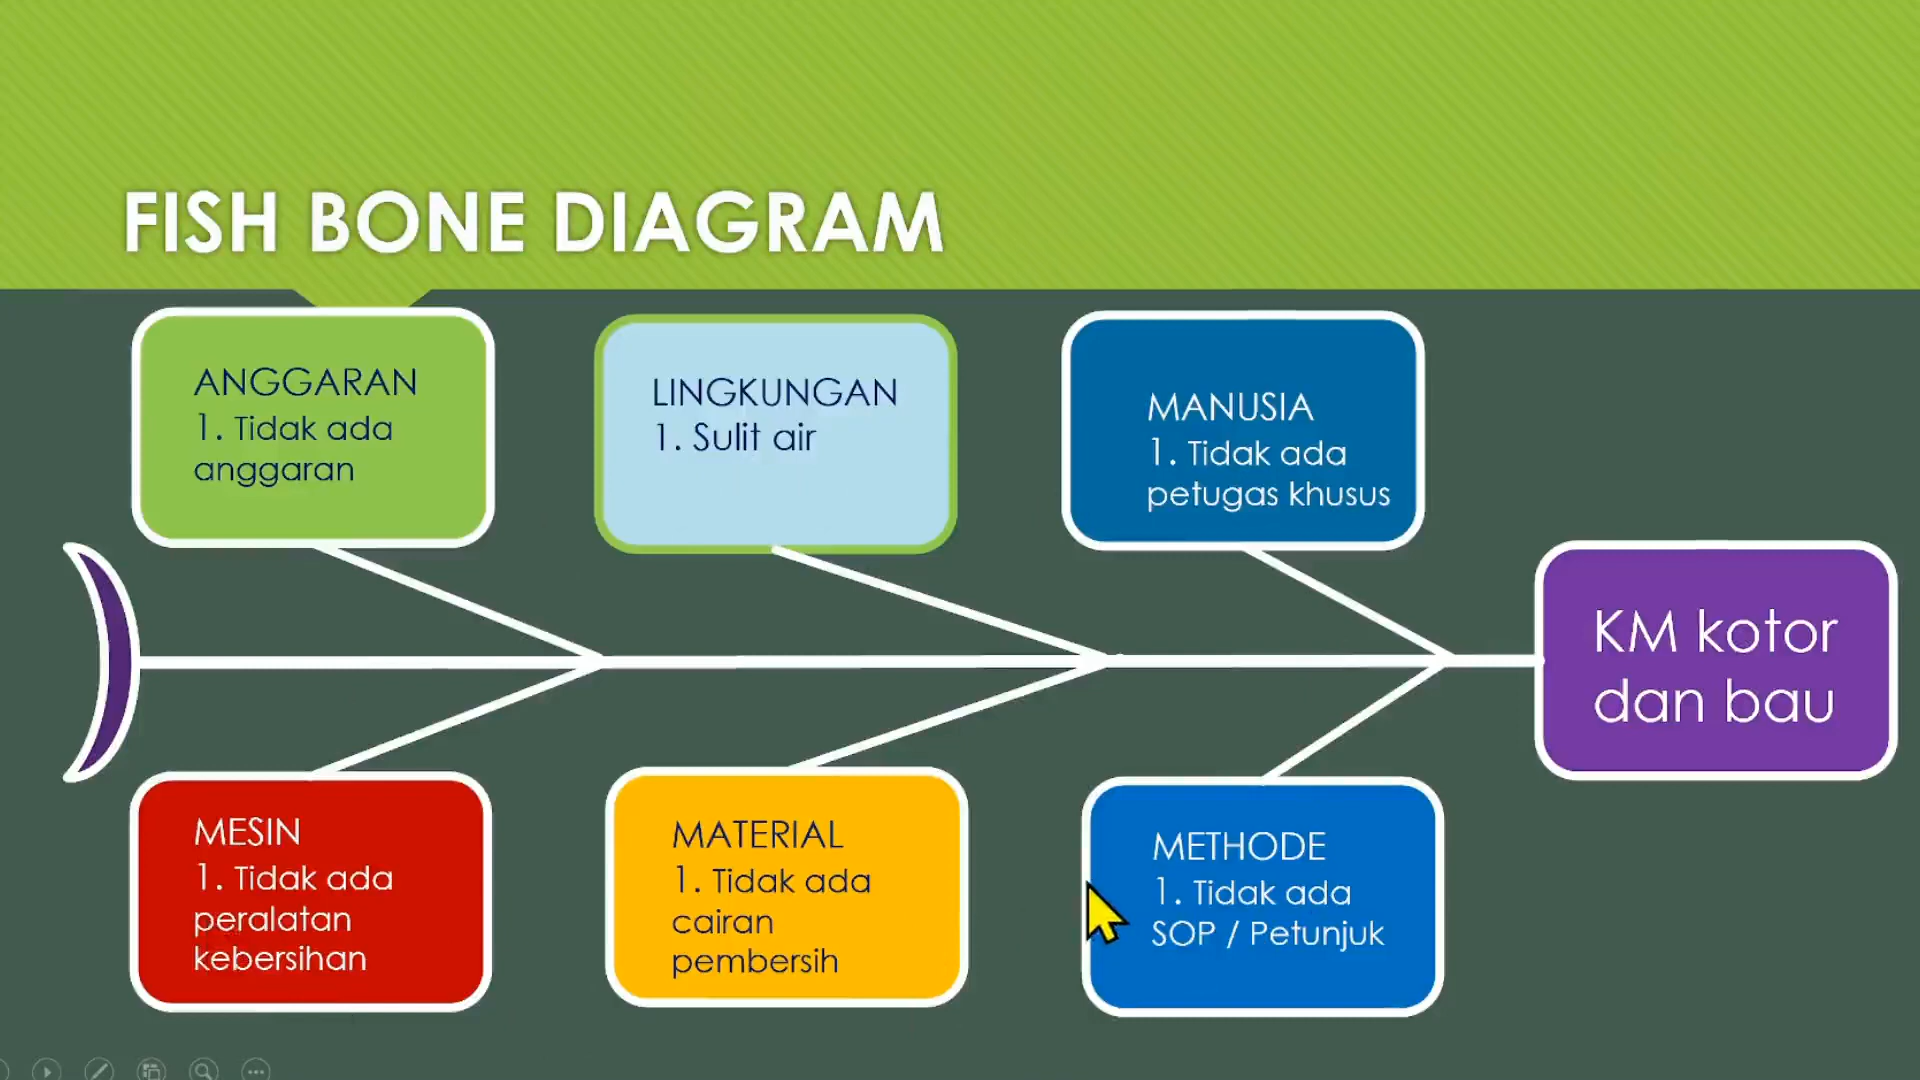 FISH BONE DIAGRAM
ANGGARAN
1. Tidak ada
anggaran
LINGKUNGAN
1. Sulit air
MANUSIA
1. Tidak ada
petugas khusus
KM kotor
dan bau
MESIN
1. Tidak ada
peralatan
kebersihan
MATERIAL
1. Tidak ada
cairan
pembersih
METHODE
1. Tidak ada
SOP / Petunjuk